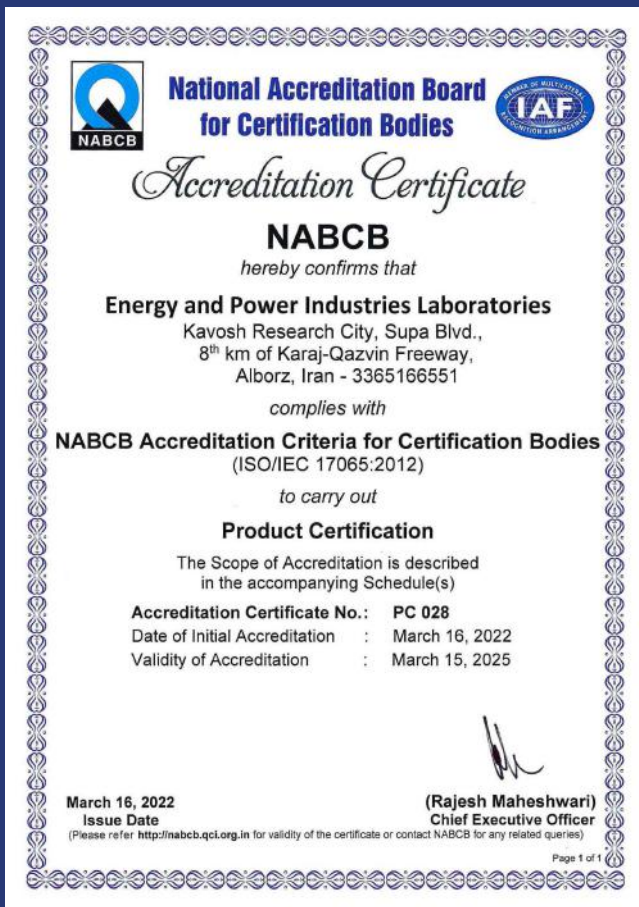 NABCB
National Accreditation Board
for Certification Bodies
MEMBER OF MULTILATERAL
IAF
RECOGNITION ARRANGEMENT
Accreditation Certificate
NABCB
hereby confirms that
Energy and Power Industries Laboratories
Kavosh Research City, Supa Blvd.,
8th km of Karaj-Qazvin Freeway,
Alborz, Iran - 3365166551
complies with
NABCB Accreditation Criteria for Certification Bodies
(ISO/IEC 17065:2012)
to carry out
Product Certification
The Scope of Accreditation is described
in the accompanying Schedule(s)
Accreditation Certificate No.: PC 028
Date of Initial Accreditation : March 16, 2022
Validity of Accreditation : March 15, 2025
March 16, 2022
Issue Date
(Rajesh Maheshwari)
Chief Executive Officer
(Please refer http://nabcb.qci.org.in for validity of the certificate or contact NABCB for any related queries)
Page 1 of 1